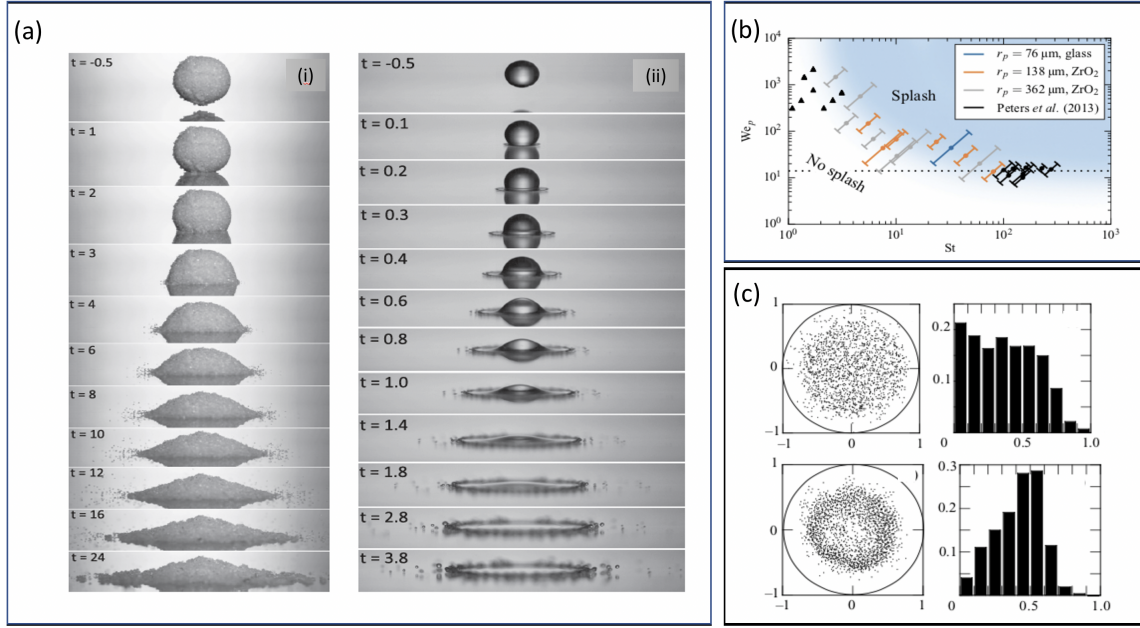 (a)
(i)
t = -0.5
t = 1
t = 2
t = 3
t = 4
t = 6
t = 8
t = 10
t = 12
t = 16
t = 24
(ii)
t = -0.5
t = 0.1
t = 0.2
t = 0.3
t = 0.4
t = 0.6
t = 0.8
t = 1.0
t = 1.4
t = 1.8
t = 2.8
t = 3.8
(b)
10⁴
10³
10²
10¹
10⁰
We_p
r_p = 76 µm, glass
r_p = 138 µm, ZrO₂
r_p = 362 µm, ZrO₂
Peters et al. (2013)
Splash
No splash
10⁰ 10¹ 10² 10³
St
(c)
1
0
−1
−1 0 1
0.2
0.1
0 0.5 1.0
1
0
−1
−1 0 1
)
0.3
0.2
0.1
0 0.5 1.0